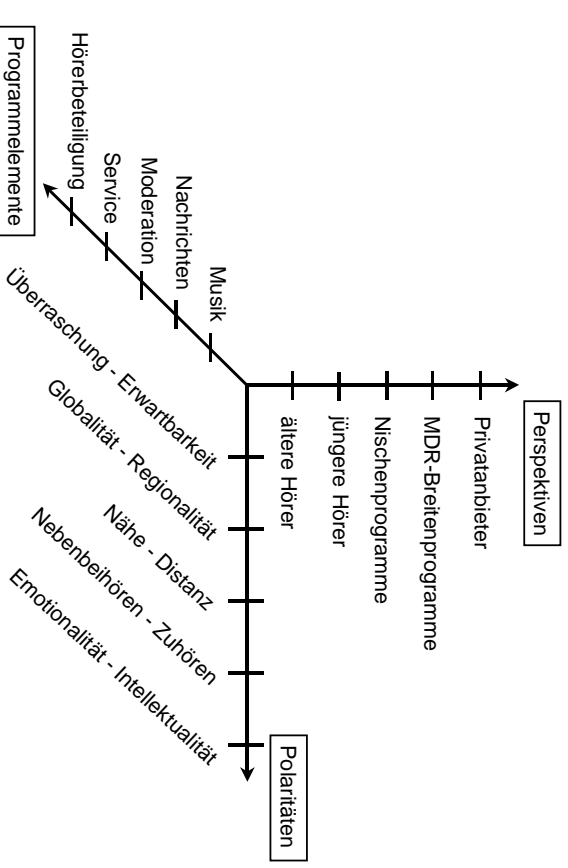 Perspektiven
Privatanbieter
MDR-Breitenprogramme
Nischenprogramme
jüngere Hörer
ältere Hörer
Polaritäten
Überraschung - Erwartbarkeit
Globalität - Regionalität
Nähe - Distanz
Nebenbeihören - Zuhören
Emotionalität - Intellektualität
Musik
Nachrichten
Moderation
Service
Hörerbeteiligung
Programmelemente